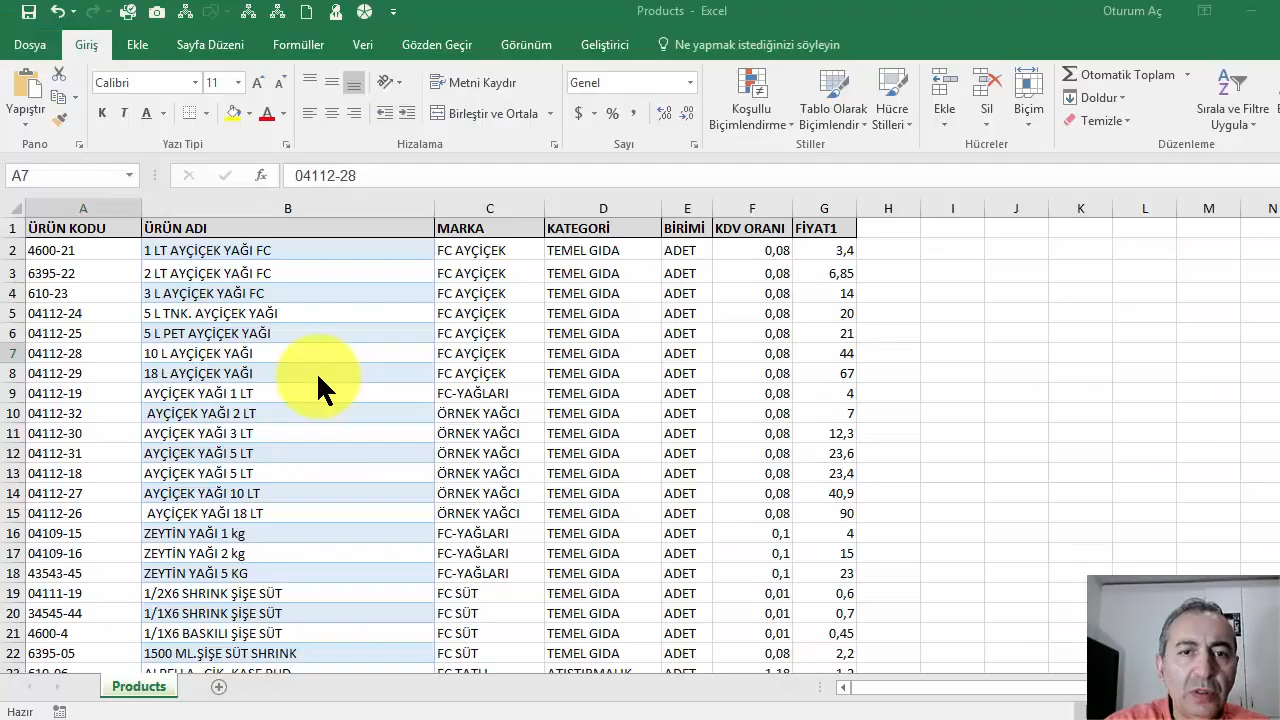 Products - Excel
Oturum Aç
Dosya Giriş Ekle Sayfa Düzeni Formüller Veri Gözden Geçir Görünüm Geliştirici Ne yapmak istediğinizi söyleyin
Yapıştır
Calibri 11
K T A
Metni Kaydır
Birleştir ve Ortala
Genel
$ % ,
Koşullu Biçimlendirme
Tablo Olarak Biçimlendir
Hücre Stilleri
Ekle Sil Biçim
Otomatik Toplam
Doldur
Temizle
Sırala ve Filtre Uygula
Pano Yazı Tipi Hizalama Sayı Stiller Hücreler Düzenleme
A7 fx 04112-28
A B C D E F G H I J K L M N
1 ÜRÜN KODU ÜRÜN ADI MARKA KATEGORİ BİRİMİ KDV ORANI FİYAT1
2 4600-21 1 LT AYÇİÇEK YAĞI FC FC AYÇİÇEK TEMEL GIDA ADET 0,08 3,4
3 6395-22 2 LT AYÇİÇEK YAĞI FC FC AYÇİÇEK TEMEL GIDA ADET 0,08 6,85
4 610-23 3 L AYÇİÇEK YAĞI FC FC AYÇİÇEK TEMEL GIDA ADET 0,08 14
5 04112-24 5 L TNK. AYÇİÇEK YAĞI FC AYÇİÇEK TEMEL GIDA ADET 0,08 20
6 04112-25 5 L PET AYÇİÇEK YAĞI FC AYÇİÇEK TEMEL GIDA ADET 0,08 21
7 04112-28 10 L AYÇİÇEK YAĞI FC AYÇİÇEK TEMEL GIDA ADET 0,08 44
8 04112-29 18 L AYÇİÇEK YAĞI FC AYÇİÇEK TEMEL GIDA ADET 0,08 67
9 04112-19 AYÇİÇEK YAĞI 1 LT FC-YAĞLARI TEMEL GIDA ADET 0,08 4
10 04112-32 AYÇİÇEK YAĞI 2 LT ÖRNEK YAĞCI TEMEL GIDA ADET 0,08 7
11 04112-30 AYÇİÇEK YAĞI 3 LT ÖRNEK YAĞCI TEMEL GIDA ADET 0,08 12,3
12 04112-31 AYÇİÇEK YAĞI 5 LT ÖRNEK YAĞCI TEMEL GIDA ADET 0,08 23,6
13 04112-18 AYÇİÇEK YAĞI 5 LT ÖRNEK YAĞCI TEMEL GIDA ADET 0,08 23,4
14 04112-27 AYÇİÇEK YAĞI 10 LT ÖRNEK YAĞCI TEMEL GIDA ADET 0,08 40,9
15 04112-26 AYÇİÇEK YAĞI 18 LT ÖRNEK YAĞCI TEMEL GIDA ADET 0,08 90
16 04109-15 ZEYTİN YAĞI 1 kg FC-YAĞLARI TEMEL GIDA ADET 0,1 4
17 04109-16 ZEYTİN YAĞI 2 kg FC-YAĞLARI TEMEL GIDA ADET 0,1 15
18 43543-45 ZEYTİN YAĞI 5 KG FC-YAĞLARI TEMEL GIDA ADET 0,1 23
19 04111-19 1/2X6 SHRINK ŞİŞE SÜT FC SÜT TEMEL GIDA ADET 0,01 0,6
20 34545-44 1/1X6 SHRINK ŞİŞE SÜT FC SÜT TEMEL GIDA ADET 0,01 0,7
21 4600-4 1/1X6 BASKILI ŞİŞE SÜT FC SÜT TEMEL GIDA ADET 0,01 0,45
22 6395-05 1500 ML.ŞİŞE SÜT SHRINK FC SÜT TEMEL GIDA ADET 0,01 2,2
Products
Hazır